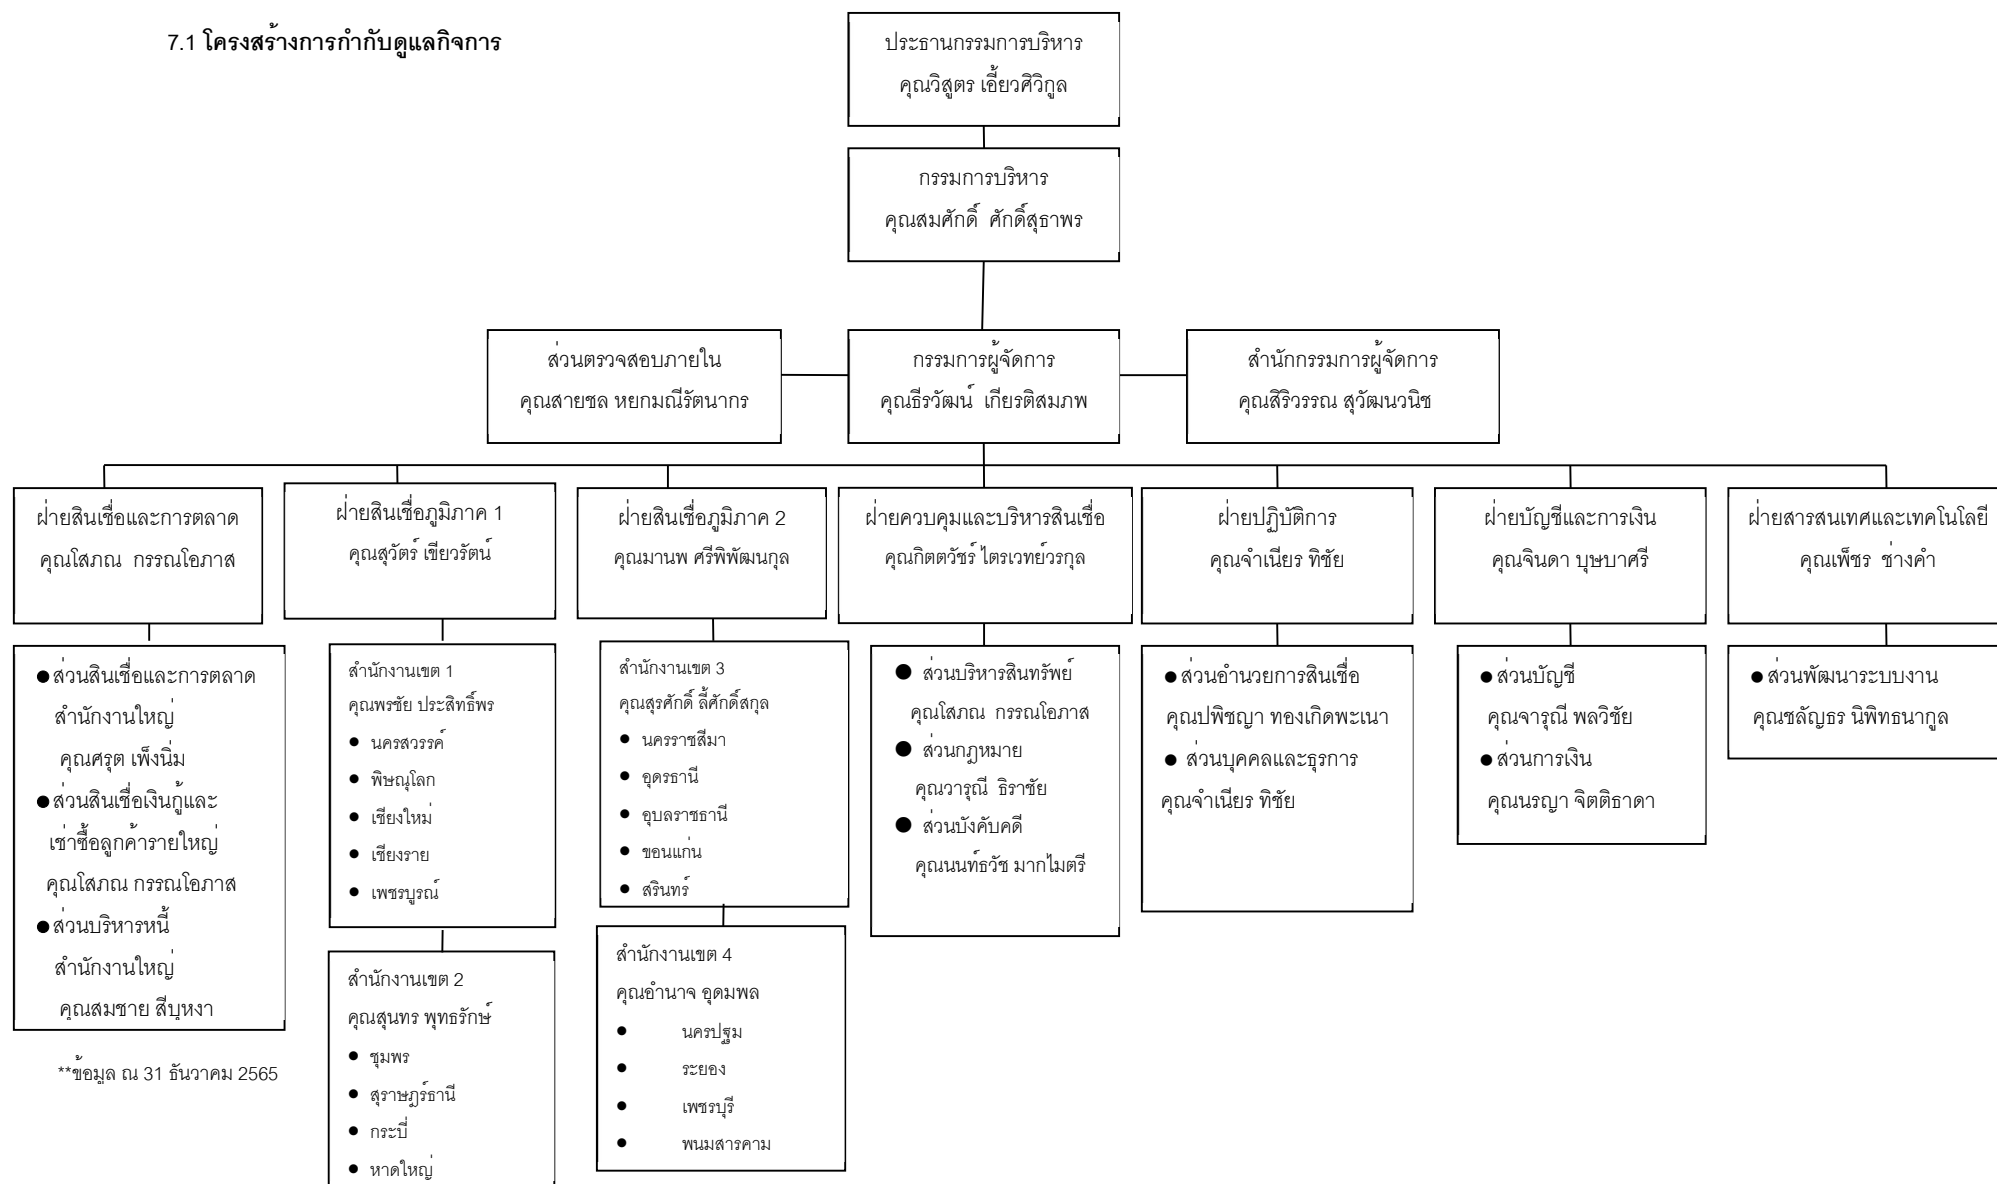 7.1 โครงสร้างการกำกับดูแลกิจการ
ประธานกรรมการบริหาร
คุณวิสูตร เอี้ยวศิวิกูล
กรรมการบริหาร
คุณสมศักดิ์ ศักดิ์สุธาพร
ส่วนตรวจสอบภายใน
คุณสายชล หยกมณีรัตนากร
กรรมการผู้จัดการ
คุณธีรวัฒน์ เกียรติสมภพ
สำนักกรรมการผู้จัดการ
คุณสิริวรรณ สุวัฒนวนิช
ฝ่ายสินเชื่อและการตลาด
คุณโสภณ กรรณโอภาส
ฝ่ายสินเชื่อภูมิภาค 1
คุณสุวัตร์ เขียวรัตน์
ฝ่ายสินเชื่อภูมิภาค 2
คุณมานพ ศรีพิพัฒนกุล
ฝ่ายควบคุมและบริหารสินเชื่อ
คุณกิตตวัชร์ ไตรเวทย์วรกุล
ฝ่ายปฏิบัติการ
คุณจำเนียร ทิชัย
ฝ่ายบัญชีและการเงิน
คุณจินดา บุษบาศรี
ฝ่ายสารสนเทศและเทคโนโลยี
คุณเพ็ชร ช่างคำ
●ส่วนสินเชื่อและการตลาด
สำนักงานใหญ่
คุณศรุต เพ็งนิ่ม
●ส่วนสินเชื่อเงินกู้และ
เช่าซื้อลูกค้ารายใหญ่
คุณโสภณ กรรณโอภาส
●ส่วนบริหารหนี้
สำนักงานใหญ่
คุณสมชาย สีบุหงา
สำนักงานเขต 1
คุณพรชัย ประสิทธิ์พร
● นครสวรรค์
● พิษณุโลก
● เชียงใหม่
● เชียงราย
● เพชรบูรณ์
สำนักงานเขต 2
คุณสุนทร พุทธรักษ์
● ชุมพร
● สุราษฎร์ธานี
● กระบี่
● หาดใหญ่
สำนักงานเขต 3
คุณสุรศักดิ์ ลี้ศักดิ์สกุล
● นครราชสีมา
● อุดรธานี
● อุบลราชธานี
● ขอนแก่น
● สรินทร์
สำนักงานเขต 4
คุณอำนาจ อุดมพล
● นครปฐม
● ระยอง
● เพชรบุรี
● พนมสารคาม
● ส่วนบริหารสินทรัพย์
คุณโสภณ กรรณโอภาส
● ส่วนกฎหมาย
คุณวารุณี ธิราชัย
● ส่วนบังคับคดี
คุณนนท์ธวัช มากไมตรี
● ส่วนอำนวยการสินเชื่อ
คุณปพิชญา ทองเกิดพะเนา
● ส่วนบุคคลและธุรการ
คุณจำเนียร ทิชัย
● ส่วนบัญชี
คุณจารุณี พลวิชัย
● ส่วนการเงิน
คุณนรญา จิตติธาดา
● ส่วนพัฒนาระบบงาน
คุณชลัญธร นิพิทธนากูล
**ข้อมูล ณ 31 ธันวาคม 2565